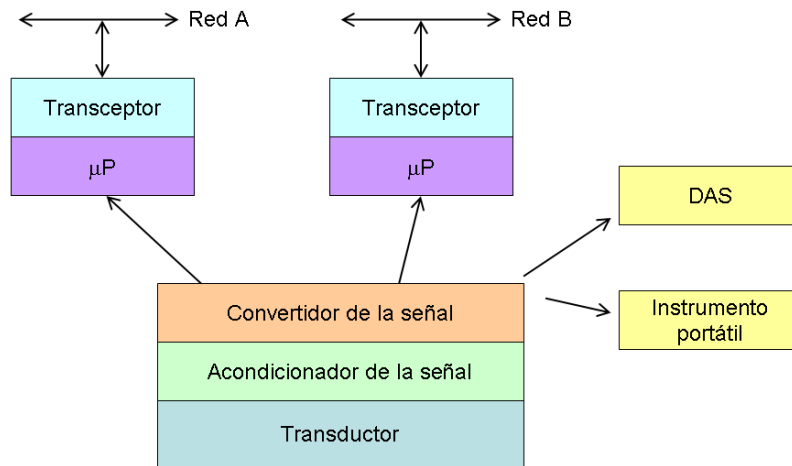 Red A
Red B
Transceptor
Transceptor
μP
μP
DAS
Convertidor de la señal
Instrumento
portátil
Acondicionador de la señal
Transductor